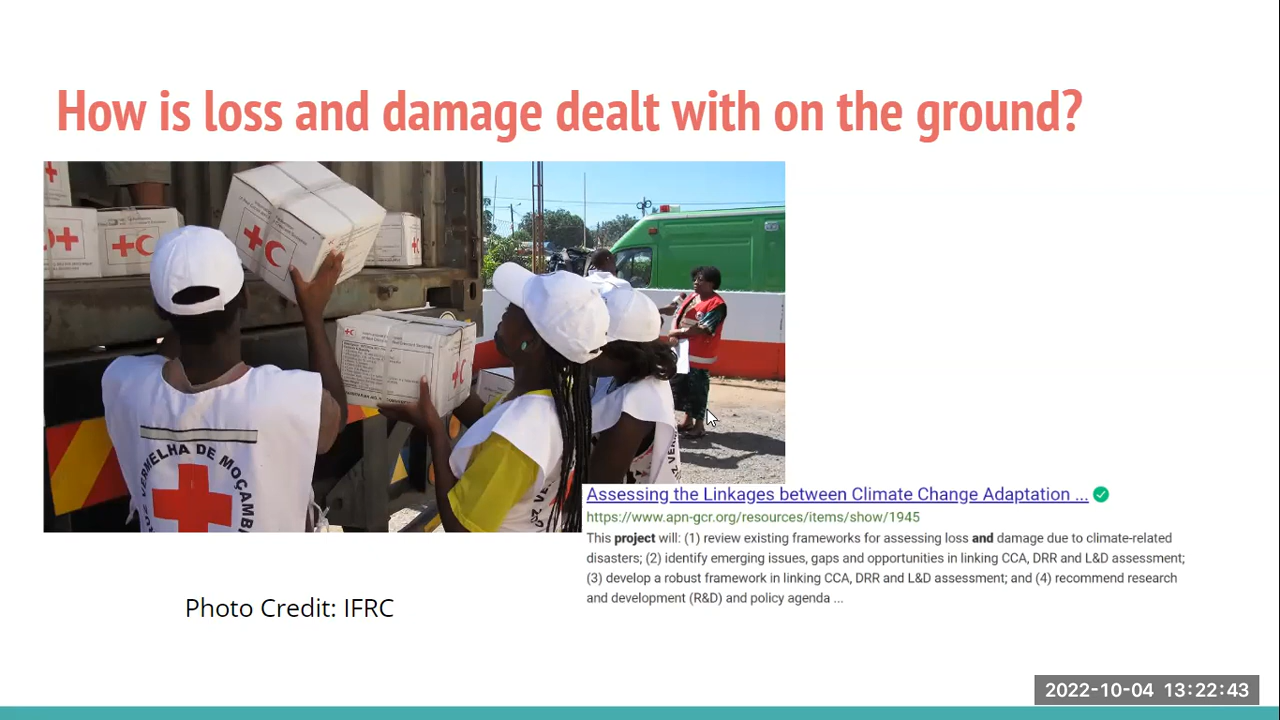 How is loss and damage dealt with on the ground?
VERMELHA DE MOÇAMB
Assessing the Linkages between Climate Change Adaptation ...
https://www.apn-gcr.org/resources/items/show/1945
This project will: (1) review existing frameworks for assessing loss and damage due to climate-related
disasters; (2) identify emerging issues, gaps and opportunities in linking CCA, DRR and L&D assessment;
(3) develop a robust framework in linking CCA, DRR and L&D assessment; and (4) recommend research
and development (R&D) and policy agenda ...
Photo Credit: IFRC
2022-10-04 13:22:43